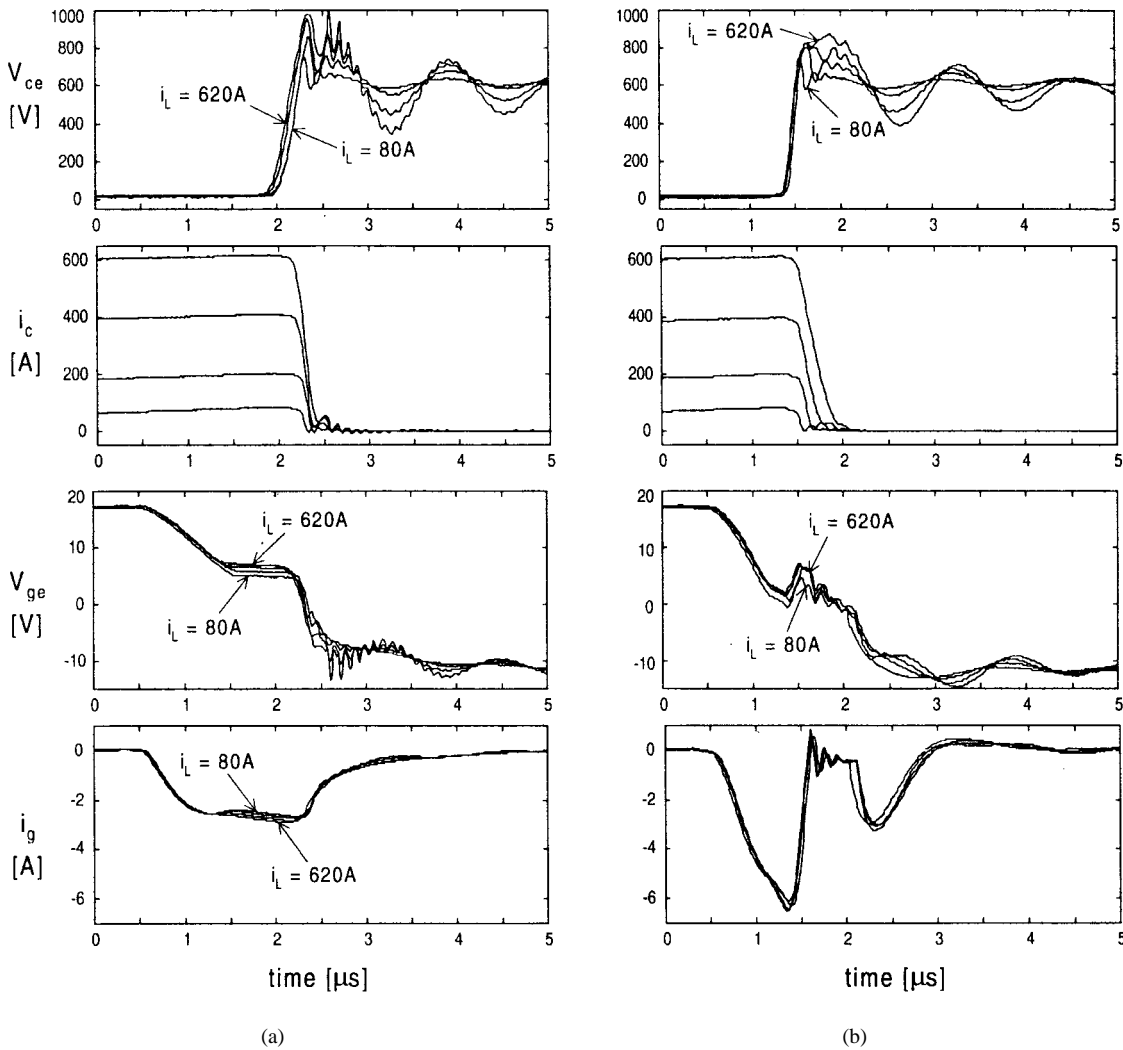 1000
800
600
400
200
0
V_ce
[V]
i_L = 620A
i_L = 80A
0 1 2 3 4 5
1000
800
600
400
200
0
i_L = 620A
i_L = 80A
0 1 2 3 4 5
600
400
200
0
i_c
[A]
0 1 2 3 4 5
600
400
200
0
0 1 2 3 4 5
20
10
0
-10
V_ge
[V]
i_L = 620A
i_L = 80A
0 1 2 3 4 5
20
10
0
-10
i_L = 620A
i_L = 80A
0 1 2 3 4 5
0
-2
-4
-6
i_g
[A]
i_L = 80A
i_L = 620A
0 1 2 3 4 5
time [µs]
0
-2
-4
-6
0 1 2 3 4 5
time [µs]
(a)
(b)